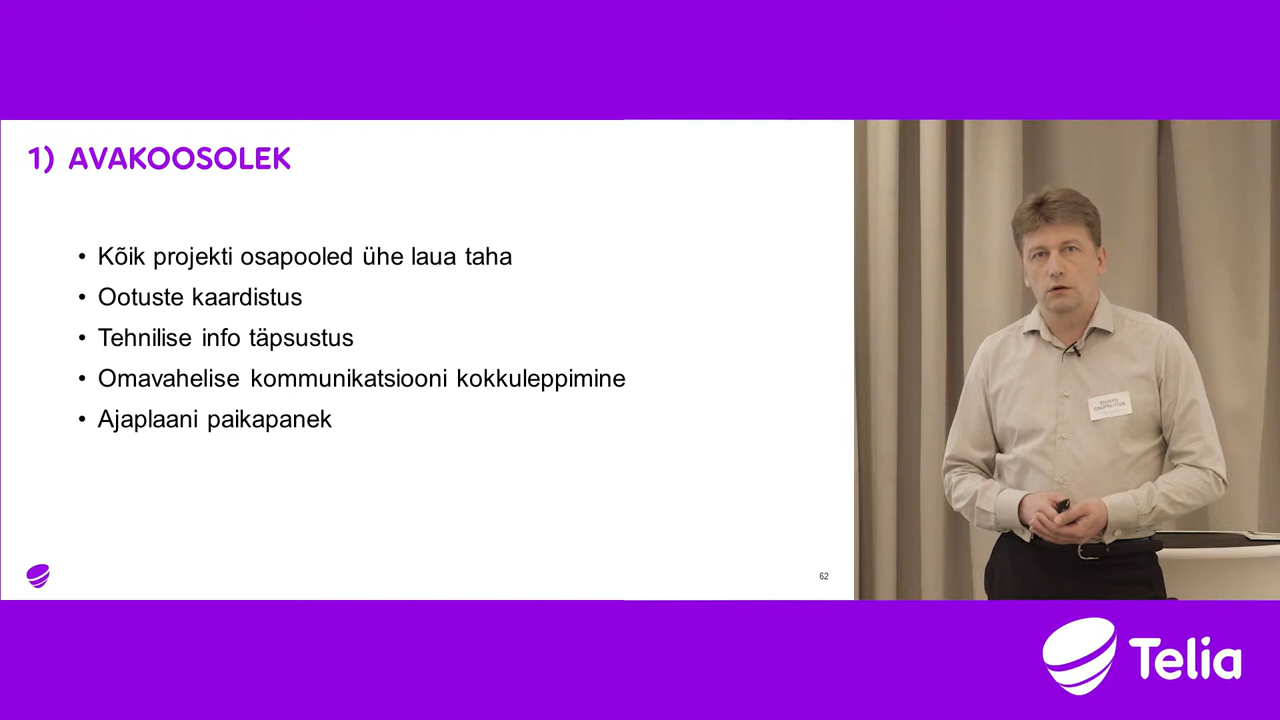 1) AVAKOOSOLEK
• Kõik projekti osapooled ühe laua taha
• Ootuste kaardistus
• Tehnilise info täpsustus
• Omavahelise kommunikatsiooni kokkuleppimine
• Ajaplaani paikapanek
62
Telia